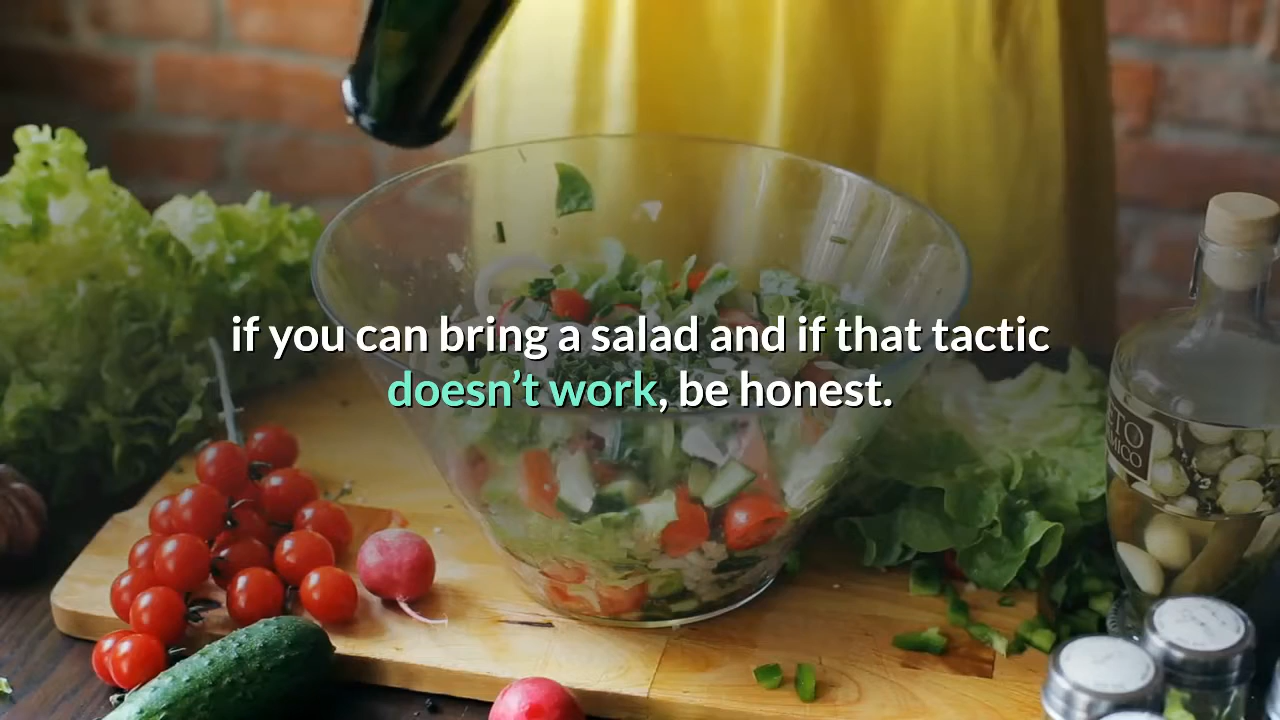 if you can bring a salad and if that tactic
doesn’t work, be honest.